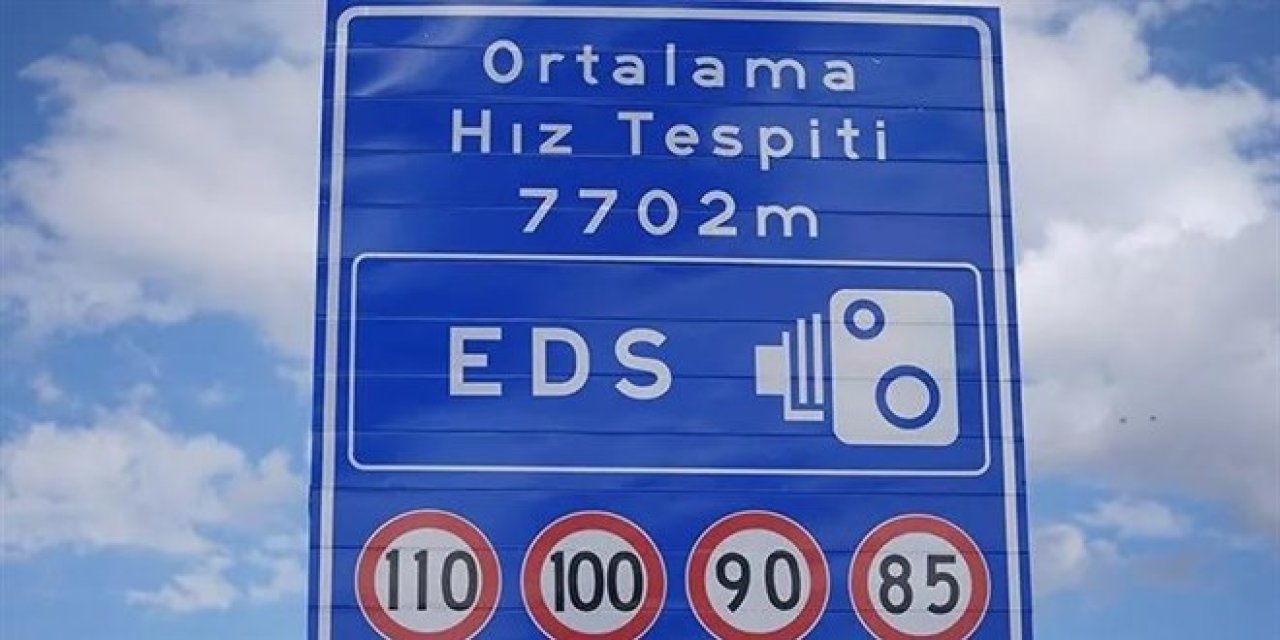 Ortalama
Hız Tespiti
7702m
EDS
110 100 90 85